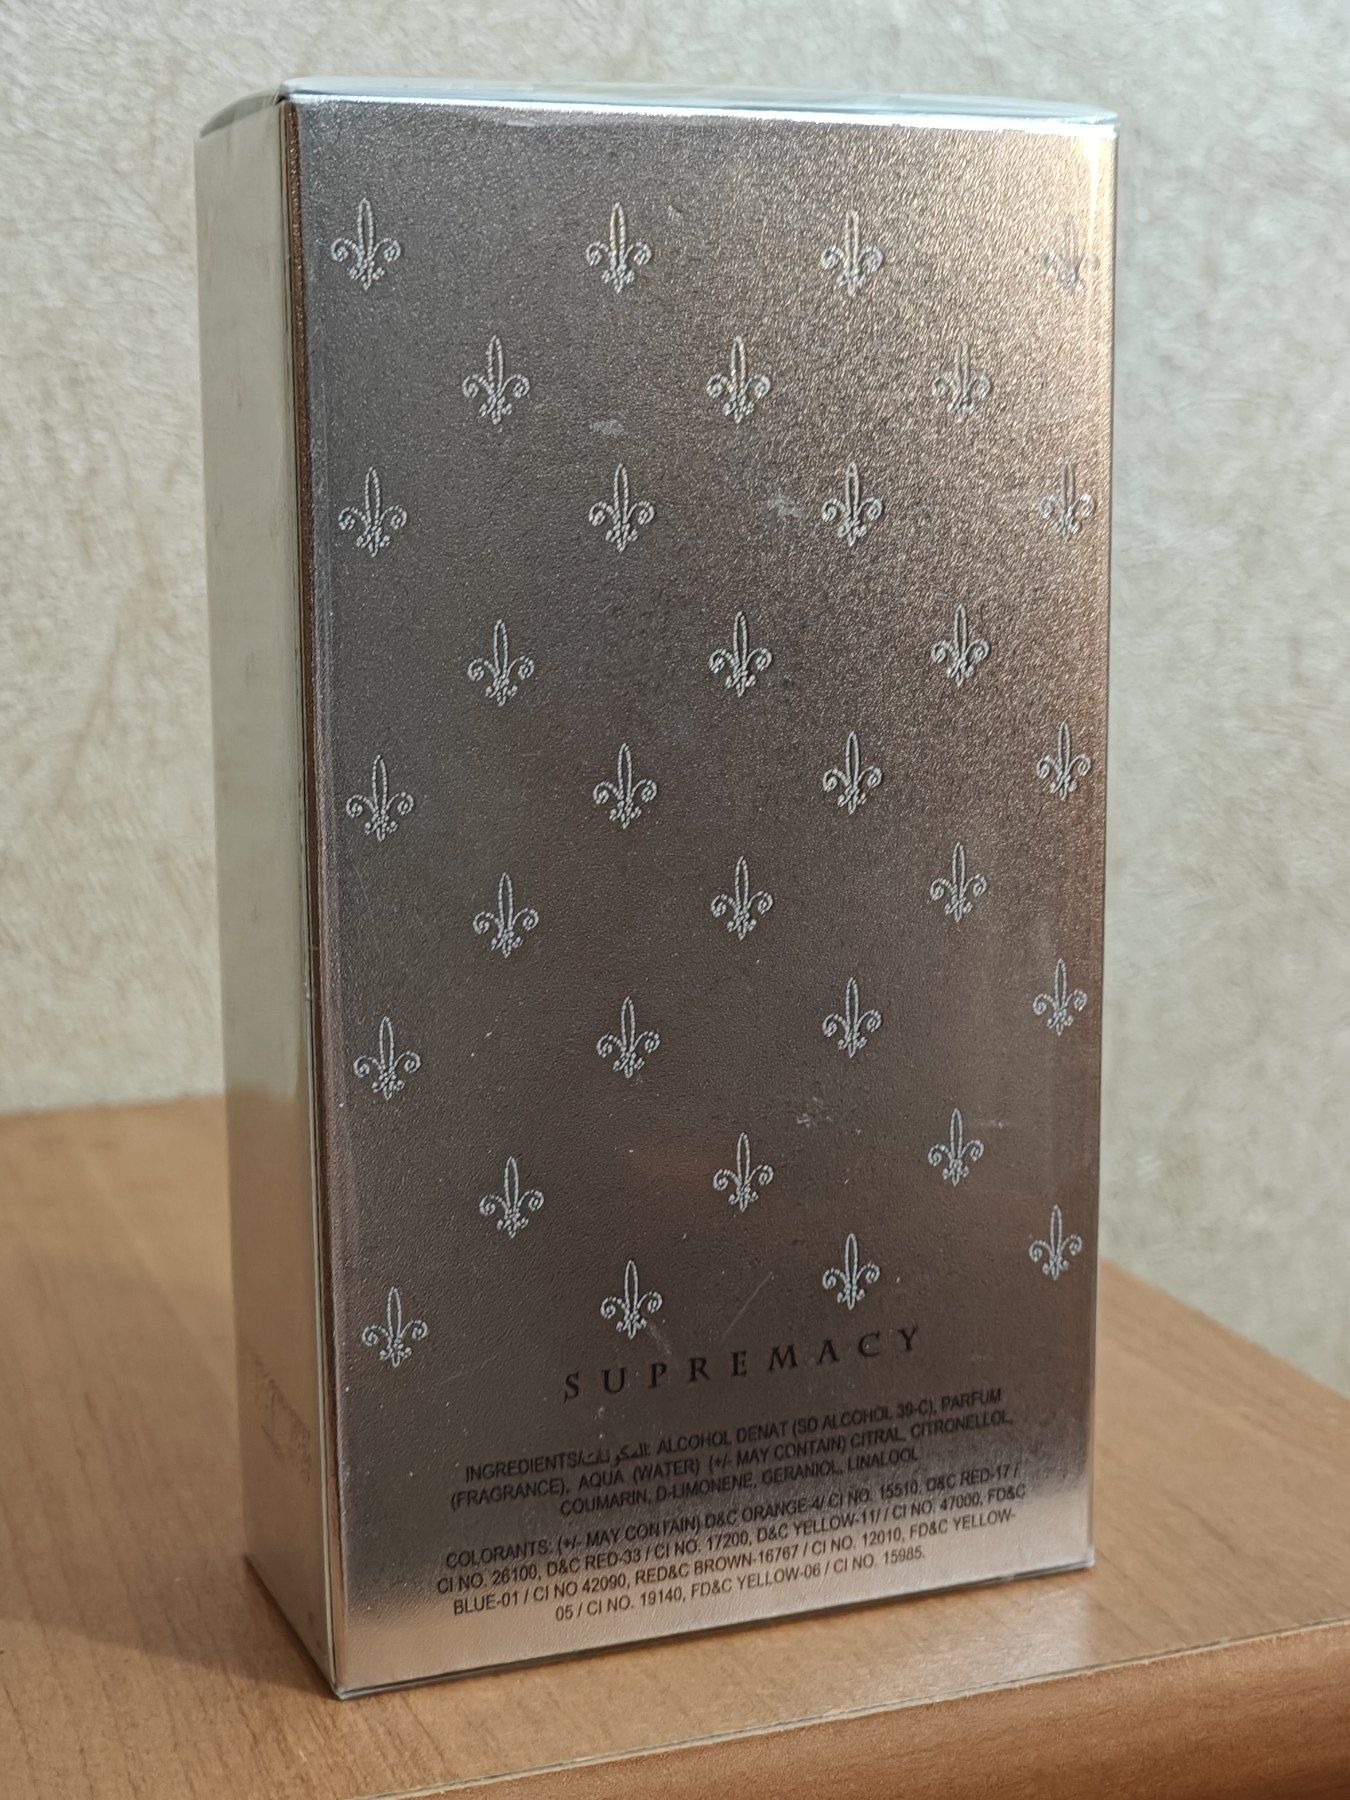 SUPREMACY
INGREDIENTS/المكونات: ALCOHOL DENAT (SD ALCOHOL 39-C), PARFUM
(FRAGRANCE), AQUA (WATER) (+/- MAY CONTAIN) CITRAL, CITRONELLOL,
COUMARIN, D-LIMONENE, GERANIOL, LINALOOL
COLORANTS: (+/- MAY CONTAIN) D&C ORANGE-4/ CI NO. 15510, D&C RED-17 /
CI NO. 26100, D&C RED-33 / CI NO. 17200, D&C YELLOW-11/ / CI NO. 47000, FD&C
BLUE-01 / CI NO 42090, RED&C BROWN-16767 / CI NO. 12010, FD&C YELLOW-
05 / CI NO. 19140, FD&C YELLOW-06 / CI NO. 15985.